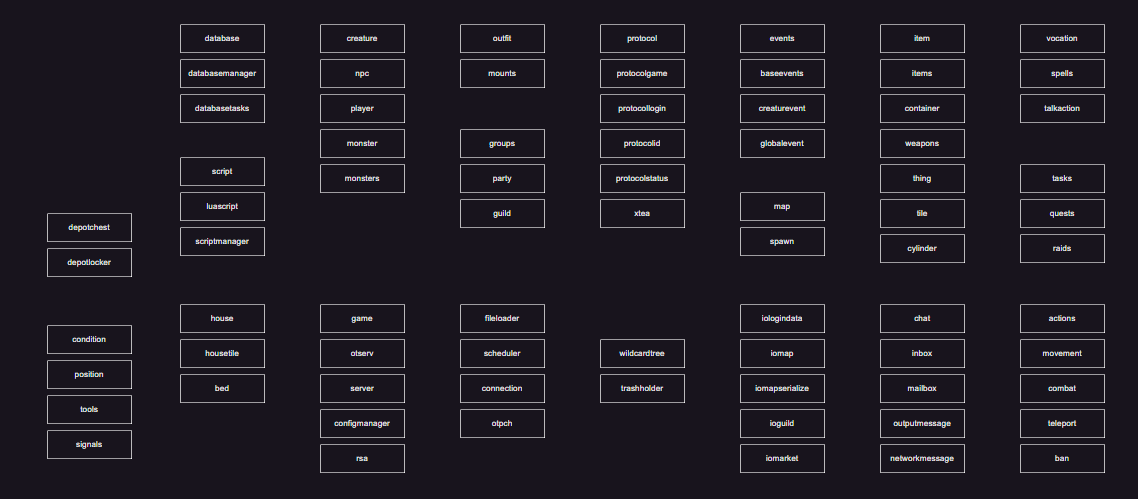 database
databasemanager
databasetasks
script
luascript
scriptmanager
depotchest
depotlocker
condition
position
tools
signals
house
housetile
bed
creature
npc
player
monster
monsters
game
otserv
server
configmanager
rsa
outfit
mounts
groups
party
guild
fileloader
scheduler
connection
otpch
protocol
protocolgame
protocollogin
protocolid
protocolstatus
xtea
wildcardtree
trashholder
events
baseevents
creaturevent
globalevent
map
spawn
iologindata
iomap
iomapserialize
ioguild
iomarket
item
items
container
weapons
thing
tile
cylinder
chat
inbox
mailbox
outputmessage
networkmessage
vocation
spells
talkaction
tasks
quests
raids
actions
movement
combat
teleport
ban